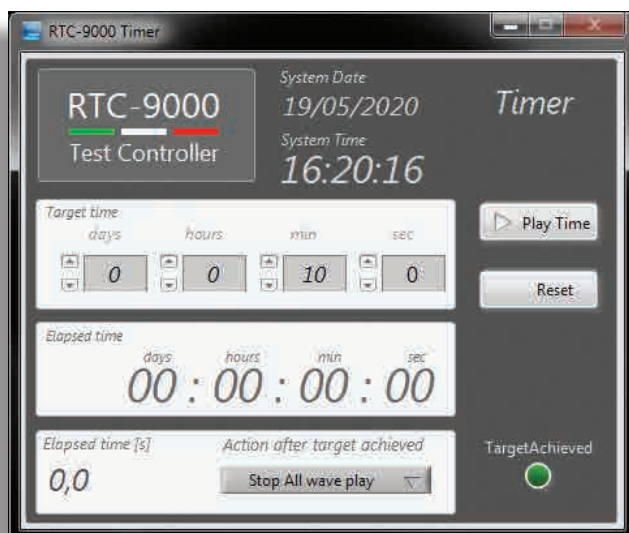 RTC-9000 Timer
RTC-9000
Test Controller
System Date
19/05/2020
System Time
16:20:16
Timer
Target time
days hours min sec
0 0 10 0
Play Time
Reset
Elapsed time
days hours min sec
00 : 00 : 00 : 00
Elapsed time [s]
0,0
Action after target achieved
Stop All wave play
TargetAchieved